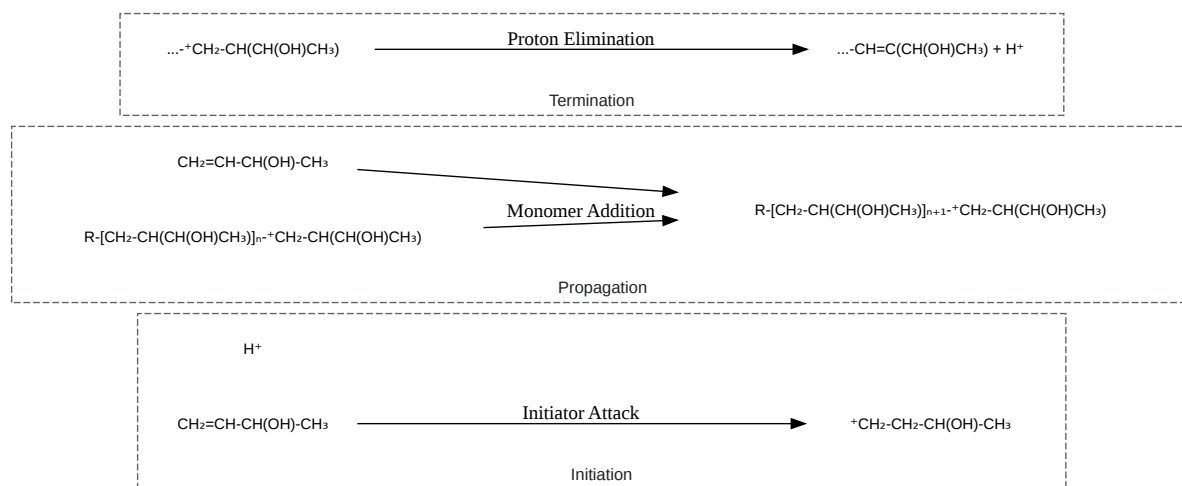 ...-⁺CH₂-CH(CH(OH)CH₃)
Proton Elimination
...-CH=C(CH(OH)CH₃) + H⁺
Termination
CH₂=CH-CH(OH)-CH₃
Monomer Addition
R-[CH₂-CH(CH(OH)CH₃)]ₙ₊₁-⁺CH₂-CH(CH(OH)CH₃)
R-[CH₂-CH(CH(OH)CH₃)]ₙ-⁺CH₂-CH(CH(OH)CH₃)
Propagation
H⁺
CH₂=CH-CH(OH)-CH₃
Initiator Attack
⁺CH₂-CH₂-CH(OH)-CH₃
Initiation